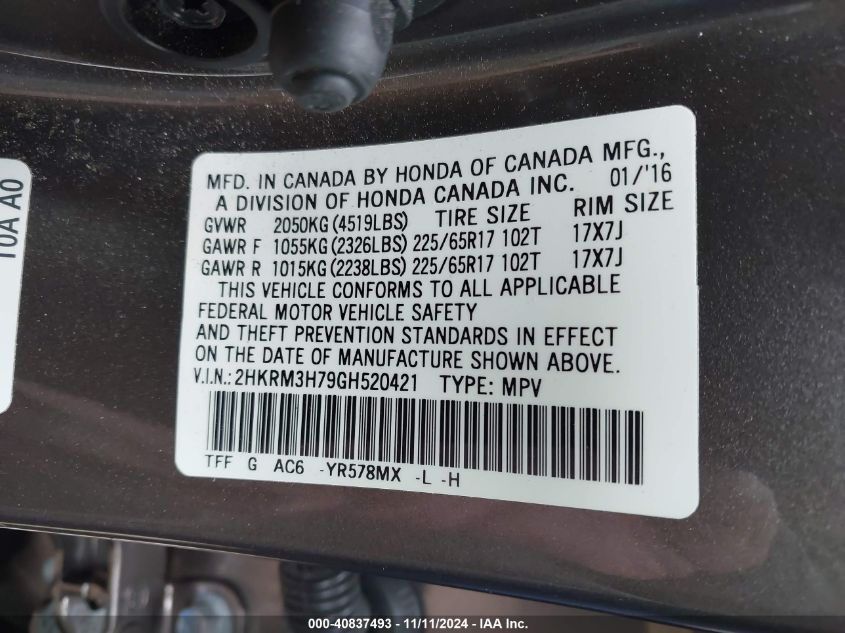 10A A0
MFD. IN CANADA BY HONDA OF CANADA MFG.,
A DIVISION OF HONDA CANADA INC. 01/'16
GVWR 2050KG (4519LBS) TIRE SIZE RIM SIZE
GAWR F 1055KG (2326LBS) 225/65R17 102T 17X7J
GAWR R 1015KG (2238LBS) 225/65R17 102T 17X7J
THIS VEHICLE CONFORMS TO ALL APPLICABLE
FEDERAL MOTOR VEHICLE SAFETY
AND THEFT PREVENTION STANDARDS IN EFFECT
ON THE DATE OF MANUFACTURE SHOWN ABOVE.
V.I.N.: 2HKRM3H79GH520421 TYPE: MPV
TFF G AC6 -YR578MX -L -H
000-40837493 - 11/11/2024 - IAA Inc.